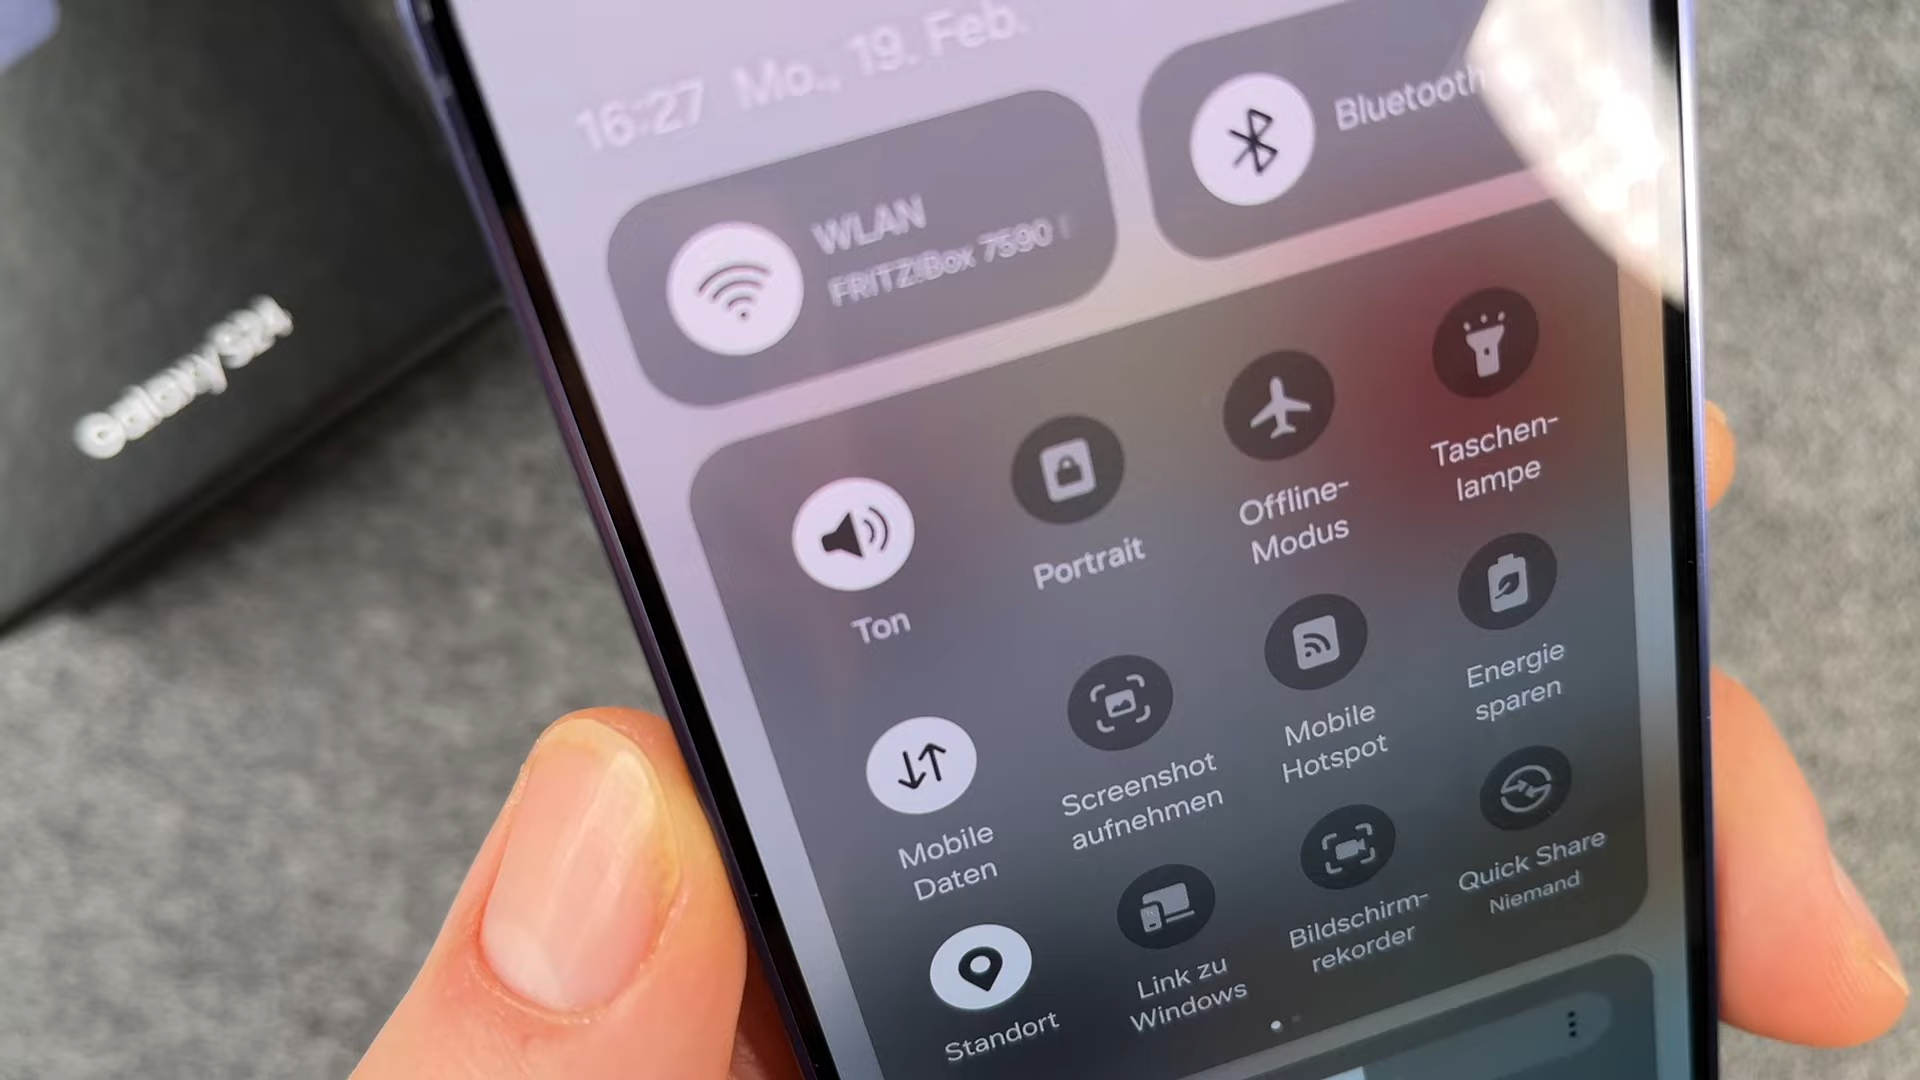 Galaxy S24
16:27 Mo., 19. Feb.
WLAN
FRITZ!Box 7590
Bluetooth
Ton
Portrait
Offline-
Modus
Taschen-
lampe
Mobile
Daten
Screenshot
aufnehmen
Mobile
Hotspot
Energie
sparen
Standort
Link zu
Windows
Bildschirm-
rekorder
Quick Share
Niemand